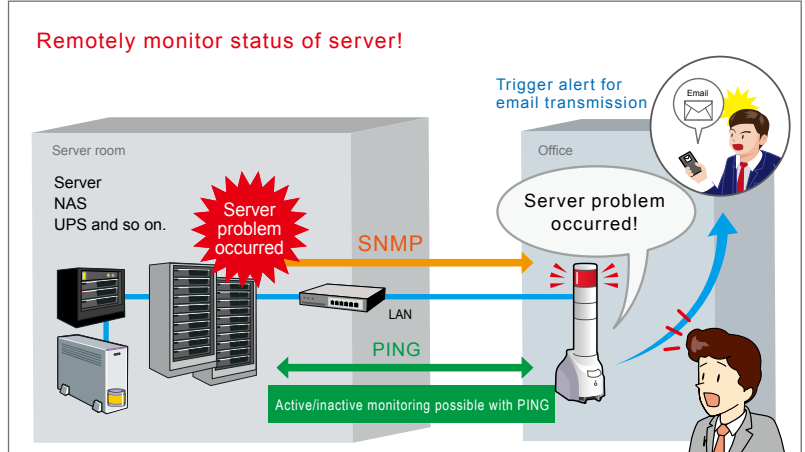 Remotely monitor status of server!
Trigger alert for
email transmission
Email
Server room
Office
Server
NAS
UPS and so on.
Server
problem
occurred
Server problem
occurred!
SNMP
LAN
PING
Active/inactive monitoring possible with PING